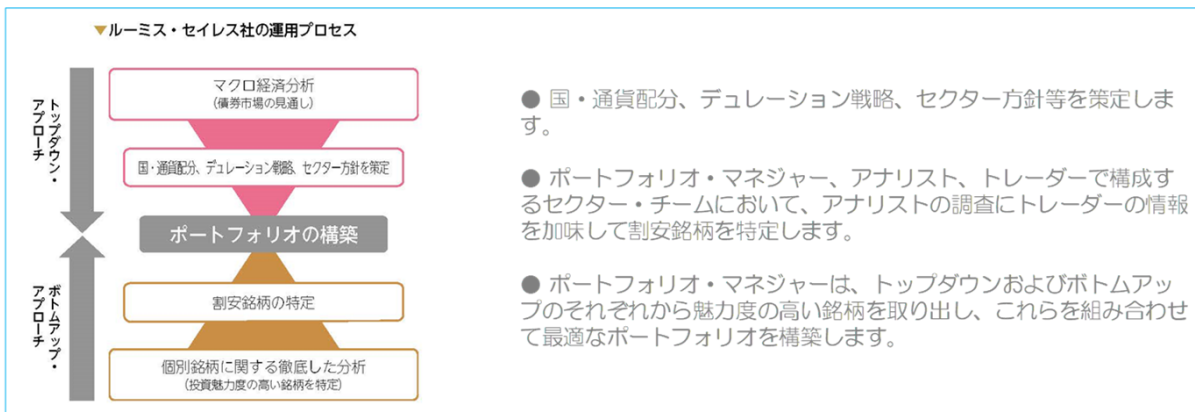 ▼ルーミス・セイレス社の運用プロセス
トップダウン・
アプローチ
マクロ経済分析
(債券市場の見通し)
国・通貨配分、デュレーション戦略、セクター方針を策定
ポートフォリオの構築
ボトムアップ・
アプローチ
割安銘柄の特定
個別銘柄に関する徹底した分析
(投資魅力度の高い銘柄を特定)
● 国・通貨配分、デュレーション戦略、セクター方針等を策定しま
す。
● ポートフォリオ・マネジャー、アナリスト、トレーダーで構成す
るセクター・チームにおいて、アナリストの調査にトレーダーの情報
を加味して割安銘柄を特定します。
● ポートフォリオ・マネジャーは、トップダウンおよびボトムアッ
プのそれぞれから魅力度の高い銘柄を取り出し、これらを組み合わせ
て最適なポートフォリオを構築します。